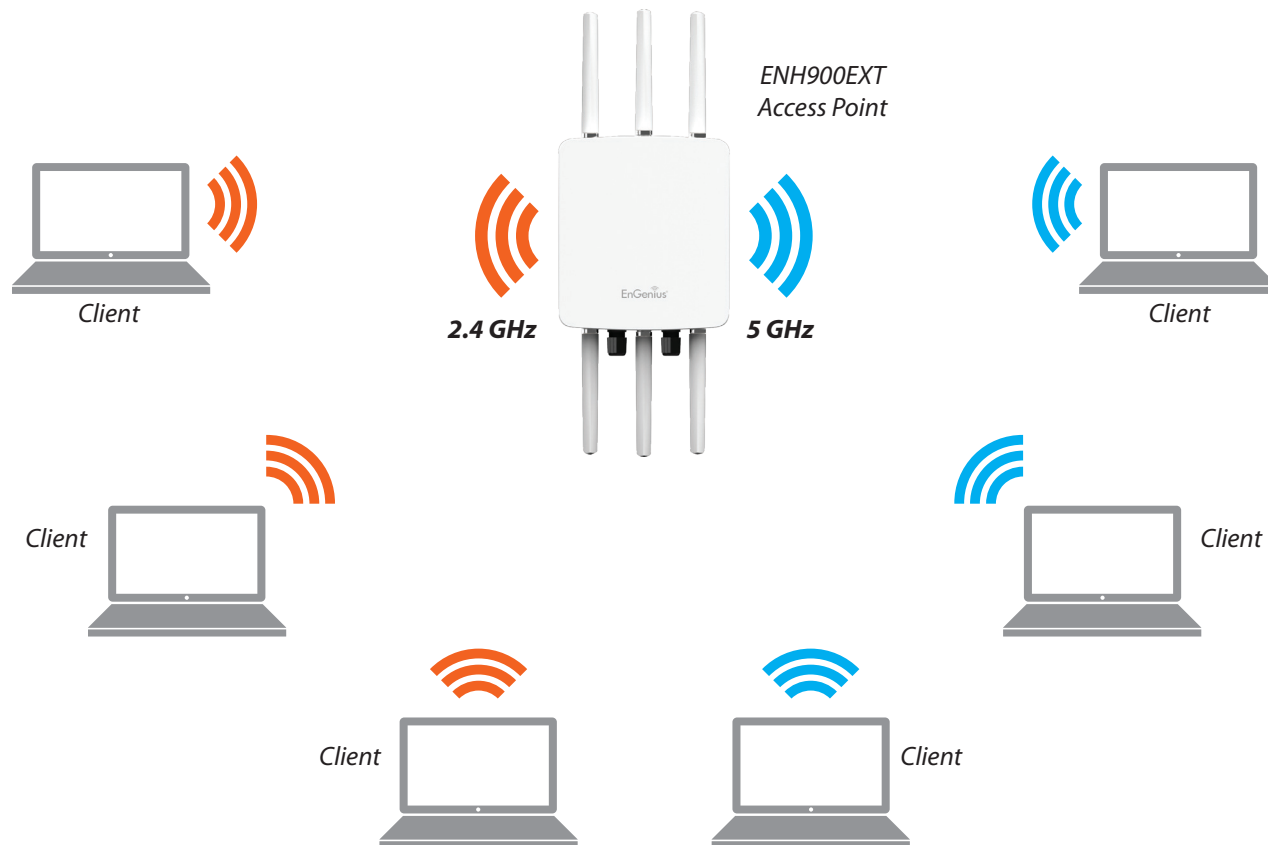 ENH900EXT
Access Point
EnGenius
2.4 GHz
5 GHz
Client
Client
Client
Client
Client
Client